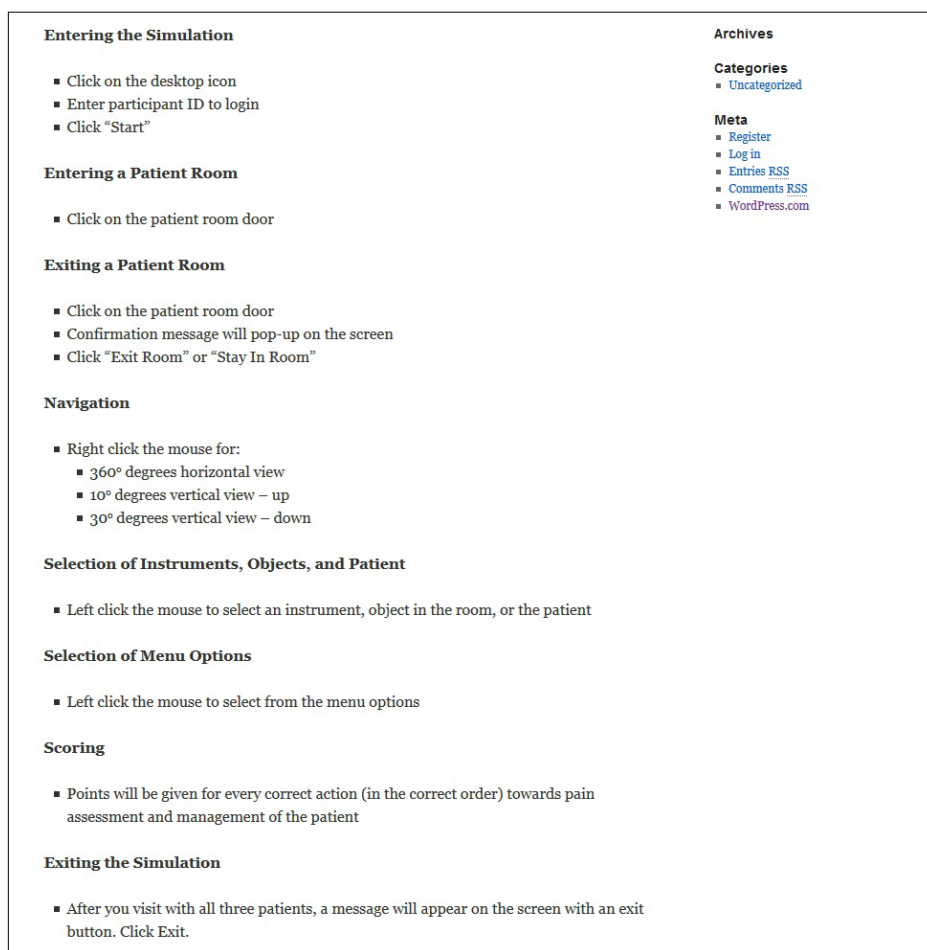 Entering the Simulation
Click on the desktop icon
Enter participant ID to login
Click “Start”
Entering a Patient Room
Click on the patient room door
Exiting a Patient Room
Click on the patient room door
Confirmation message will pop-up on the screen
Click “Exit Room” or “Stay In Room”
Navigation
Right click the mouse for:
360° degrees horizontal view
10° degrees vertical view – up
30° degrees vertical view – down
Selection of Instruments, Objects, and Patient
Left click the mouse to select an instrument, object in the room, or the patient
Selection of Menu Options
Left click the mouse to select from the menu options
Scoring
Points will be given for every correct action (in the correct order) towards pain
assessment and management of the patient
Exiting the Simulation
After you visit with all three patients, a message will appear on the screen with an exit
button. Click Exit.
Archives
Categories
Uncategorized
Meta
Register
Log in
Entries RSS
Comments RSS
WordPress.com